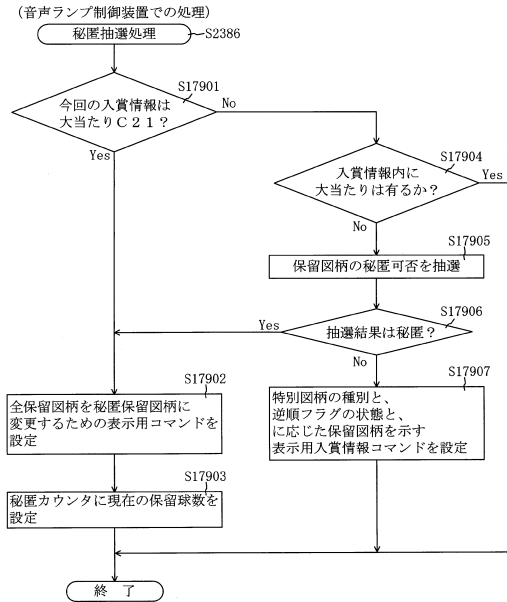 (音声ランプ制御装置での処理)
秘匿抽選処理
S2386
S17901
今回の入賞情報は
大当たりC21?
No
Yes
S17904
入賞情報内に
大当たりは有るか?
Yes
No
S17905
保留図柄の秘匿可否を抽選
S17906
抽選結果は秘匿?
Yes
No
S17902
全保留図柄を秘匿保留図柄に
変更するための表示用コマンドを
設定
S17907
特別図柄の種別と、
逆順フラグの状態と、
に応じた保留図柄を示す
表示用入賞情報コマンドを設定
S17903
秘匿カウンタに現在の保留球数を
設定
終 了